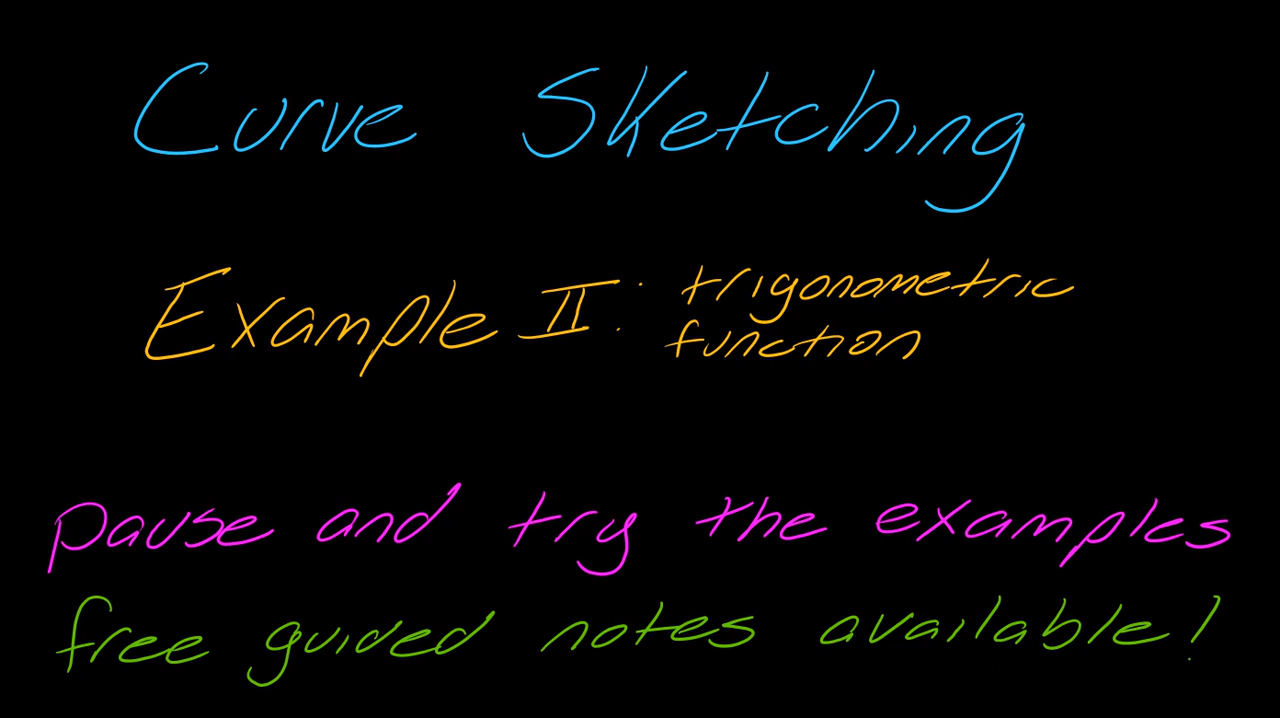 Curve Sketching
Example II: trigonometric
function
pause and try the examples
free guided notes available!